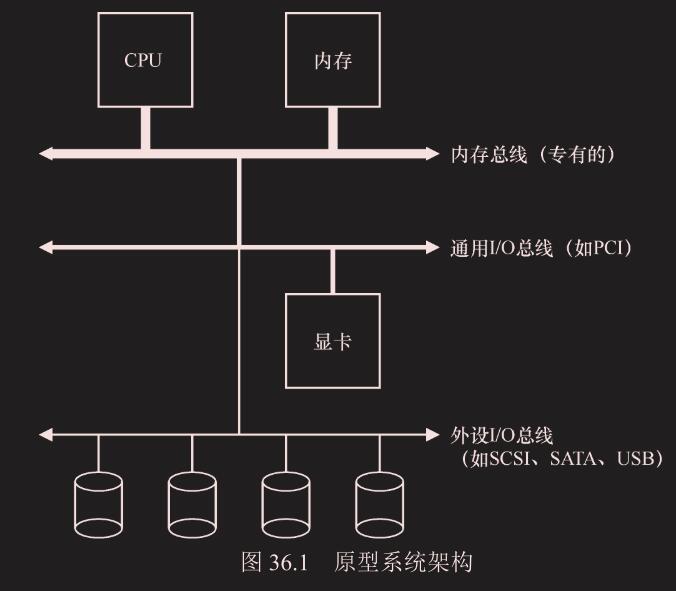 CPU
内存
内存总线（专有的）
通用I/O总线（如PCI）
显卡
外设I/O总线
（如SCSI、SATA、USB）
图 36.1 原型系统架构